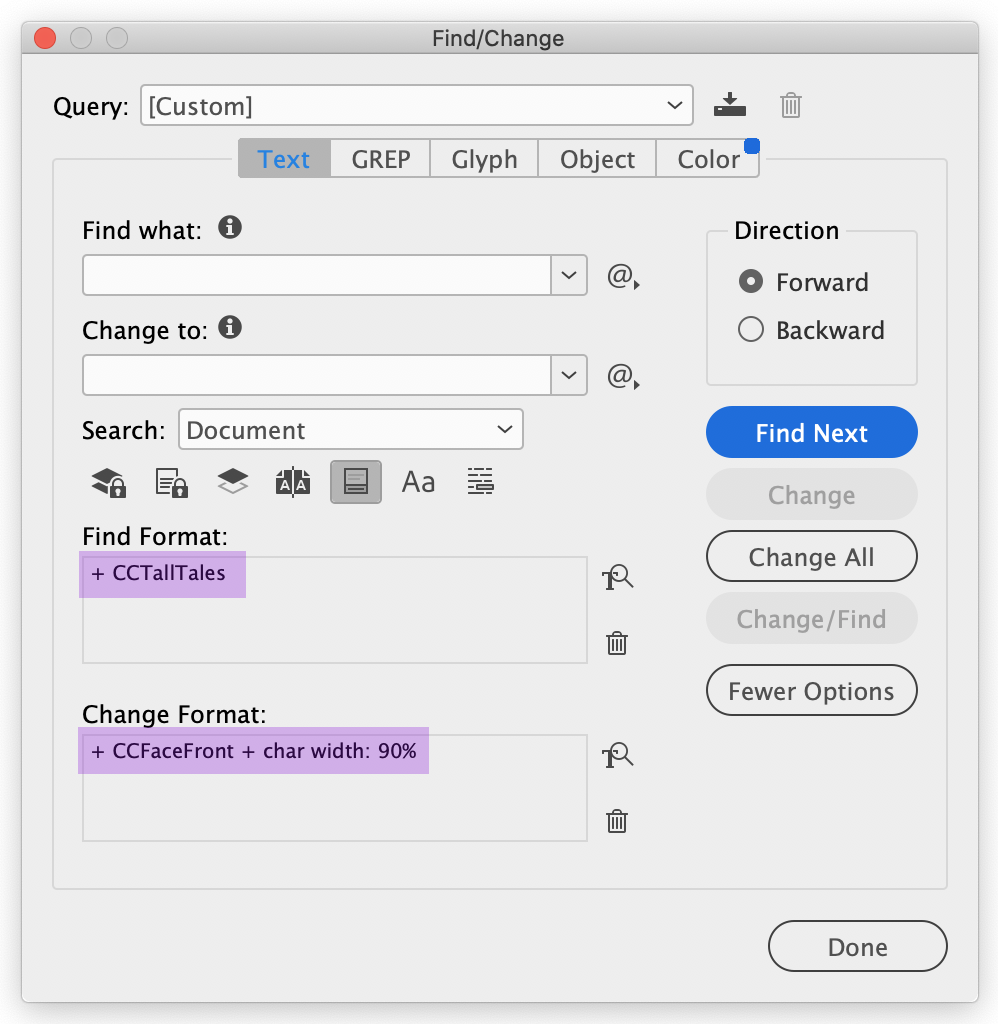 Find/Change
Query: [Custom]
Text GREP Glyph Object Color
Find what:
@
Change to:
@
Search: Document
A A Aa
Find Format:
+ CCTallTales
T
Change Format:
+ CCFaceFront + char width: 90%
T
Direction
Forward
Backward
Find Next
Change
Change All
Change/Find
Fewer Options
Done